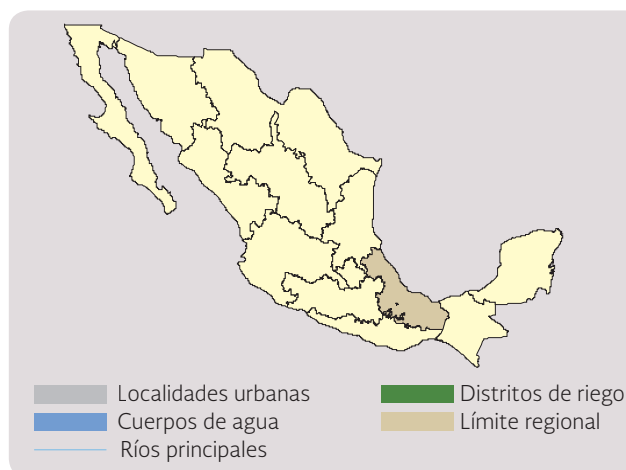 Localidades urbanas
Cuerpos de agua
Ríos principales
Distritos de riego
Límite regional